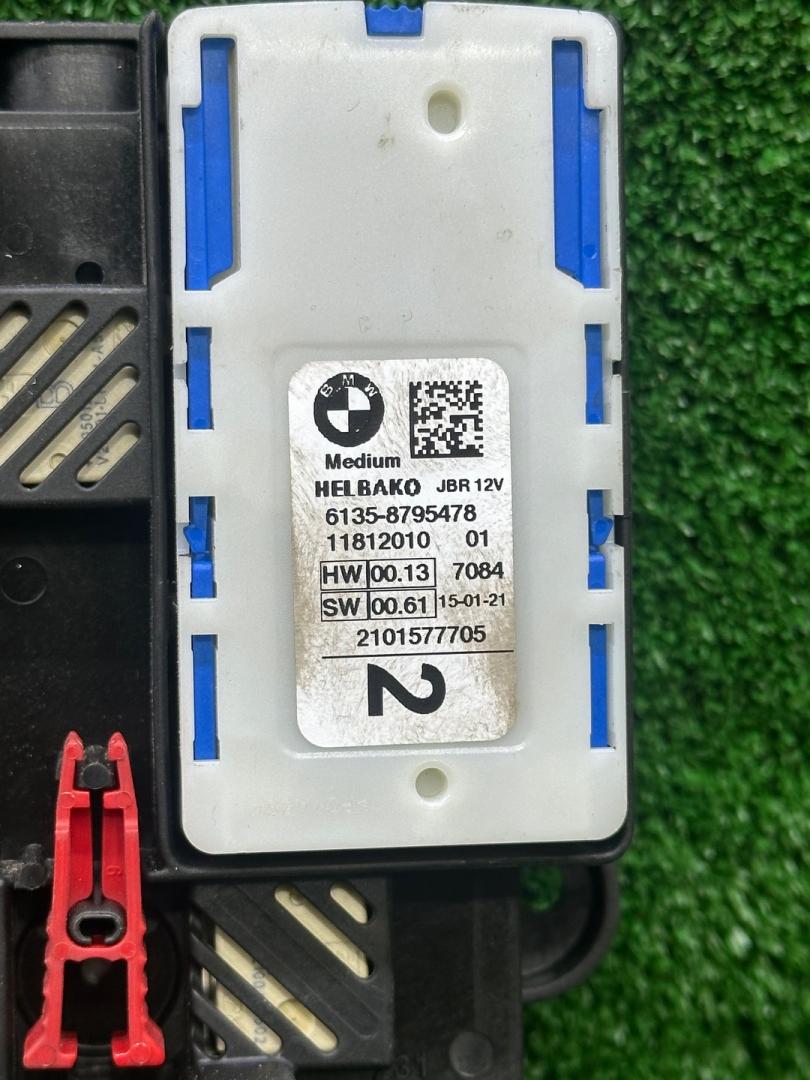 BMW
Medium
HELBAKO JBR 12V
6135-8795478
11812010 01
HW 00.13 7084
SW 00.61 15-01-21
2101577705
2